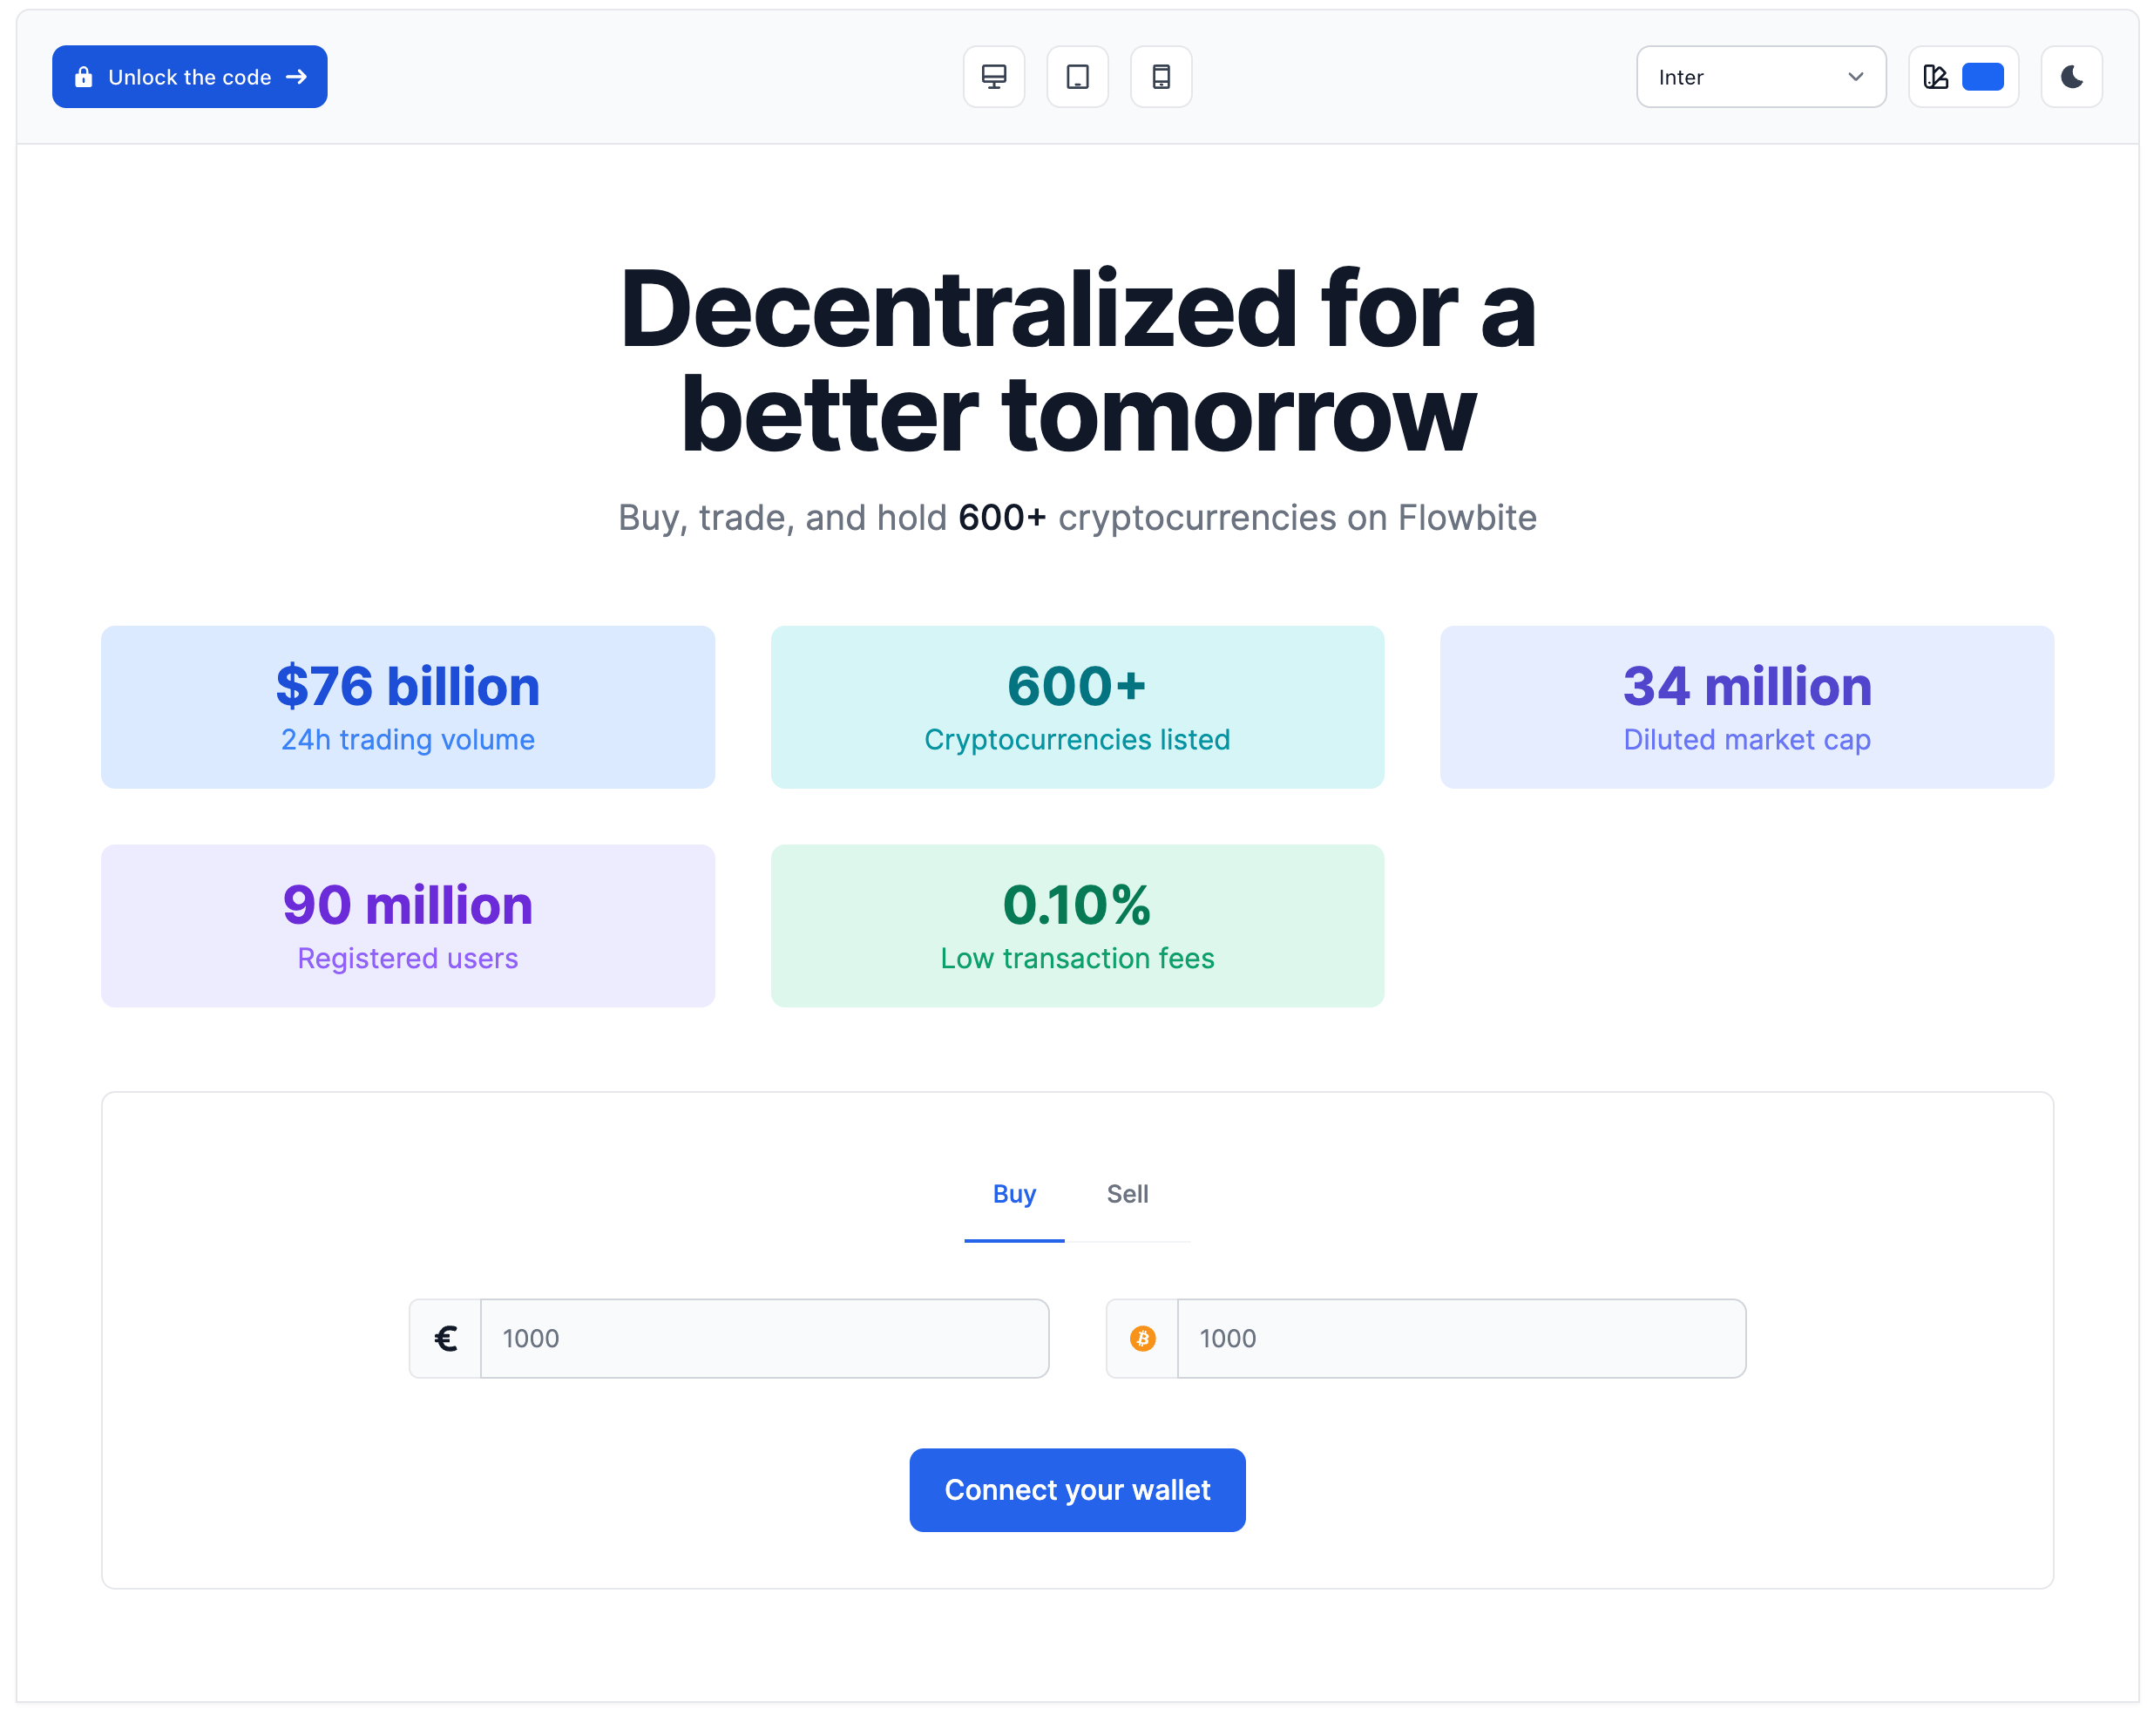 Unlock the code
Inter
Decentralized for a
better tomorrow
Buy, trade, and hold 600+ cryptocurrencies on Flowbite
$76 billion
24h trading volume
600+
Cryptocurrencies listed
34 million
Diluted market cap
90 million
Registered users
0.10%
Low transaction fees
Buy
Sell
€ 1000
1000
Connect your wallet